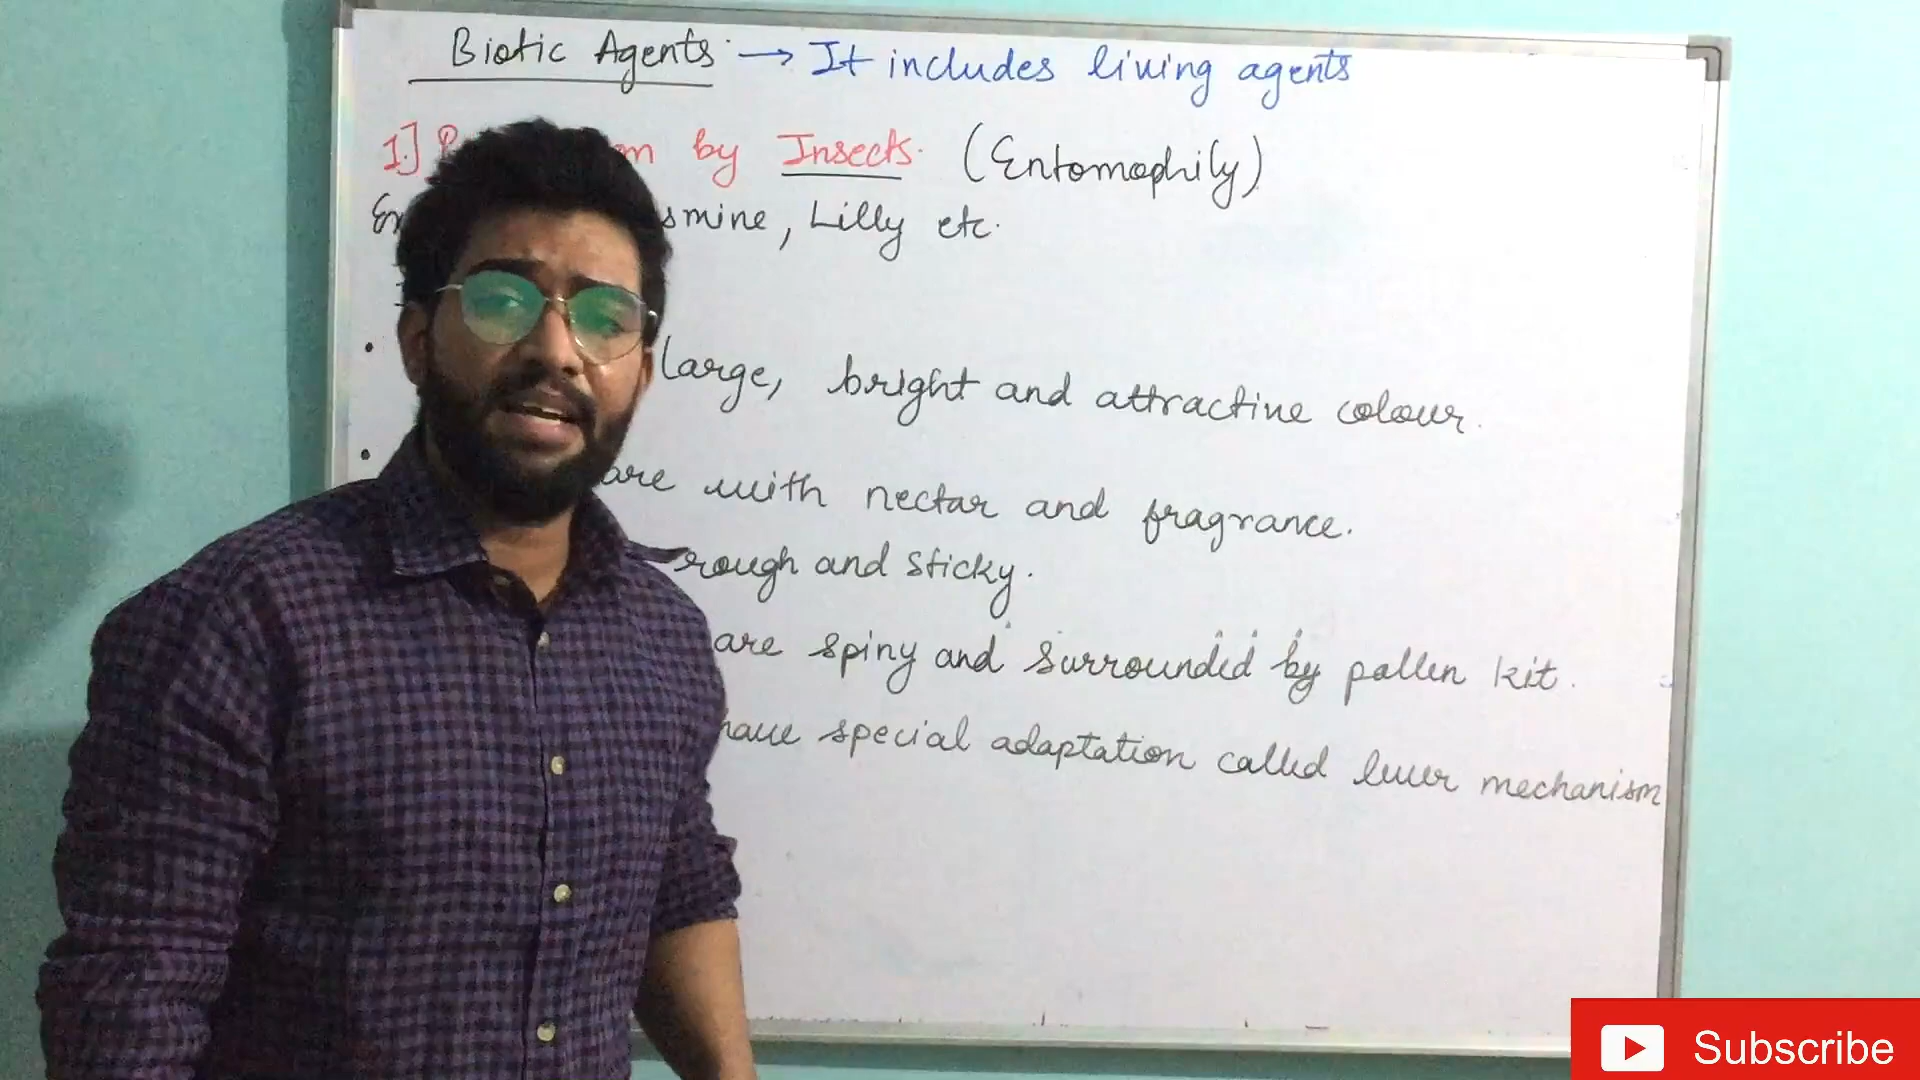 Biotic Agents → It includes living agents
1.] by Insects. (Entomophily)
Lilly etc.
large, bright and attractive colour.
are with nectar and fragrance.
rough and sticky.
are spiny and surrounded by pollen kit.
have special adaptation called lever mechanism
Subscribe